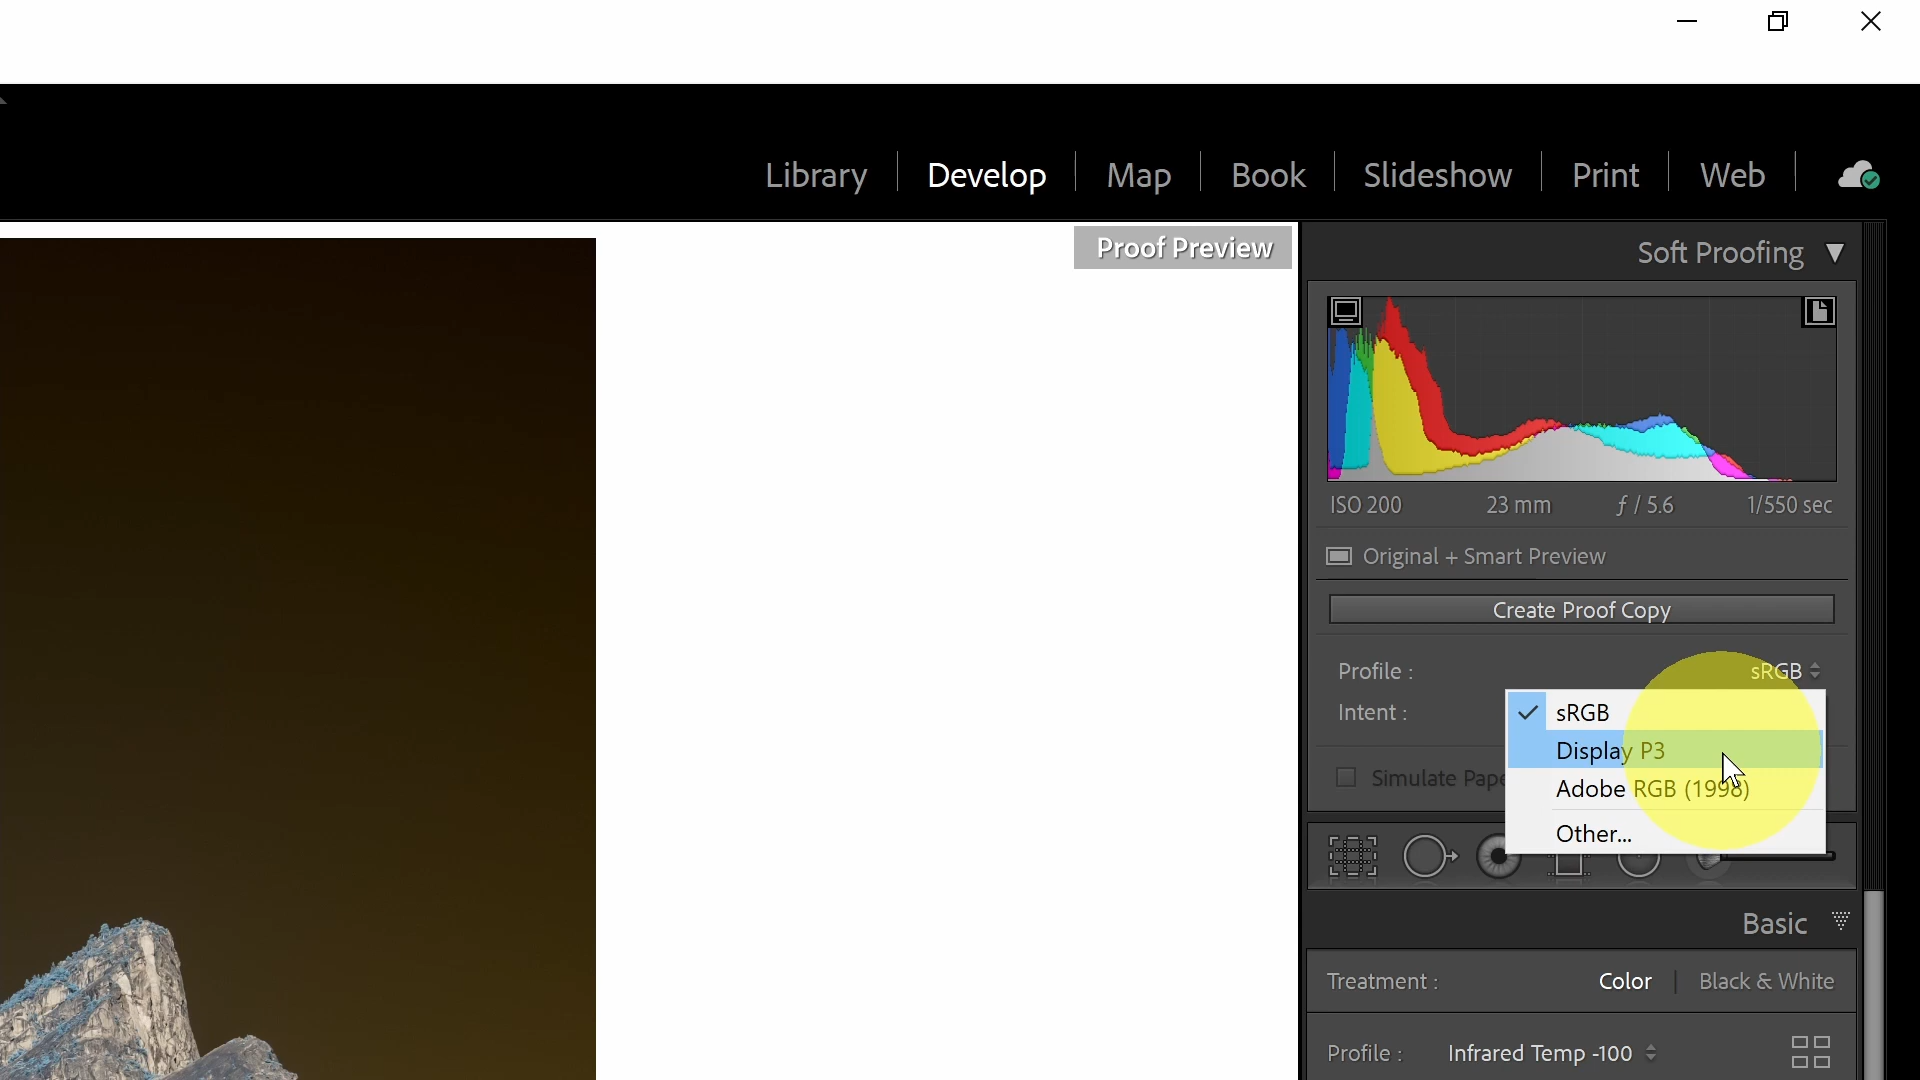 Library Develop Map Book Slideshow Print Web
Proof Preview
Soft Proofing
ISO 200 23 mm ƒ / 5.6 1/550 sec
Original + Smart Preview
Create Proof Copy
Profile : sRGB
Intent :
sRGB
Display P3
Adobe RGB (1998)
Other...
Simulate Pape
Basic
Treatment : Color Black & White
Profile : Infrared Temp -100